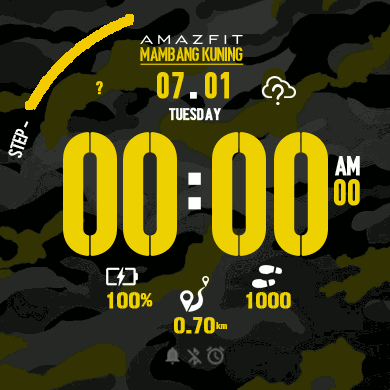 AMAZFIT
MAMBANG KUNING
?
07.01
?
TUESDAY
STEP-
00:00
AM
00
100%
1000
0.70km